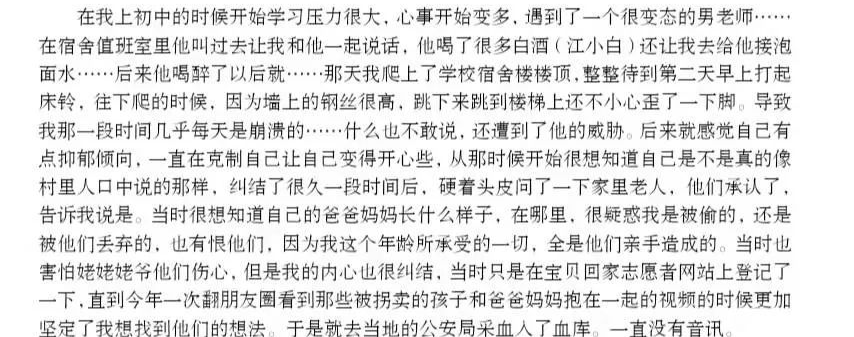 在我上初中的时候开始学习压力很大，心事开始变多，遇到了一个很变态的男老师……
在宿舍值班室里他叫过去让我和他一起说话，他喝了很多白酒（江小白）还让我去给他接泡
面水……后来他喝醉了以后就……那天我爬上了学校宿舍楼楼顶，整整待到第二天早上打起
床铃，往下爬的时候，因为墙上的钢丝很高，跳下来跳到楼梯上还不小心歪了一下脚。导致
我那一段时间几乎每天是崩溃的……什么也不敢说，还遭到了他的威胁。后来就感觉自己有
点抑郁倾向，一直在克制自己让自己变得开心些，从那时候开始很想知道自己是不是真的像
村里人口中说的那样，纠结了很久一段时间后，硬着头皮问了一下家里老人，他们承认了，
告诉我说是。当时很想知道自己的爸爸妈妈长什么样子，在哪里，很疑惑我是被偷的，还是
被他们丢弃的，也有恨他们，因为我这个年龄所承受的一切，全是他们亲手造成的。当时也
害怕姥姥姥爷他们伤心，但是我的内心也很纠结，当时只是在宝贝回家志愿者网站上登记了
一下，直到今年一次翻朋友圈看到那些被拐卖的孩子和爸爸妈妈抱在一起的视频的时候更加
坚定了我想找到他们的想法。于是就去当地的公安局采血人了血库。一直没有音讯。